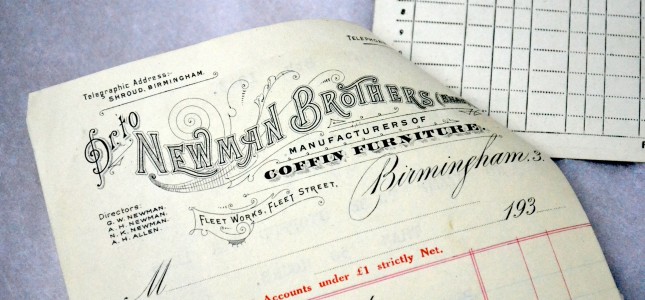 Telegraphic Address:
SHROUD, BIRMINGHAM.
Dr. to
NEWMAN BROTHERS
MANUFACTURERS OF
COFFIN FURNITURE.
FLEET WORKS, FLEET STREET,
Birmingham. 3.
Directors:
G. W. NEWMAN.
A. H. NEWMAN.
N. K. NEWMAN.
A. H. ALLEN.
193
M
Accounts under £1 strictly Net.